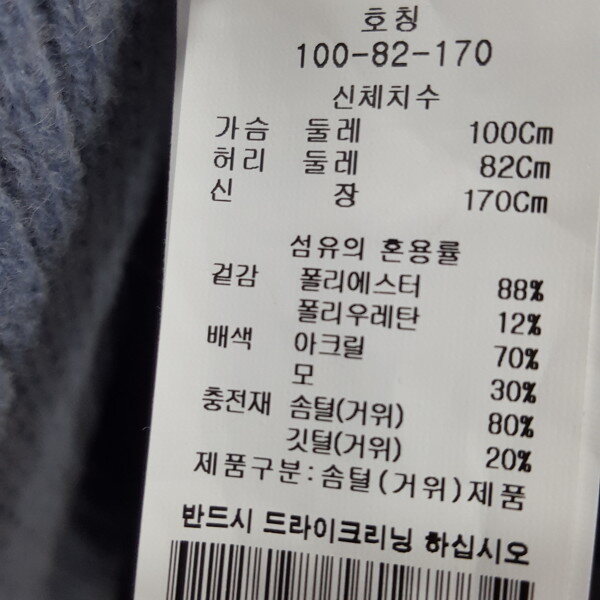 호칭
100-82-170
신체치수
가슴 둘레 100Cm
허리 둘레 82Cm
신 장 170Cm
섬유의 혼용률
겉감 폴리에스터 88%
폴리우레탄 12%
배색 아크릴 70%
모 30%
충전재 솜털(거위) 80%
깃털(거위) 20%
제품구분:솜털(거위)제품
반드시 드라이크리닝 하십시오